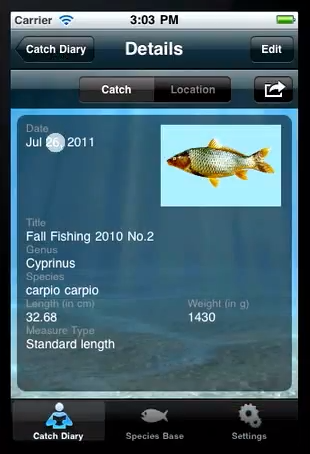 Carrier 3:03 PM
Catch Diary Details Edit
Catch Location
Date
Jul 26, 2011
Title
Fall Fishing 2010 No.2
Genus
Cyprinus
Species
carpio carpio
Length (in cm) Weight (in g)
32.68 1430
Measure Type
Standard length
Catch Diary Species Base Settings